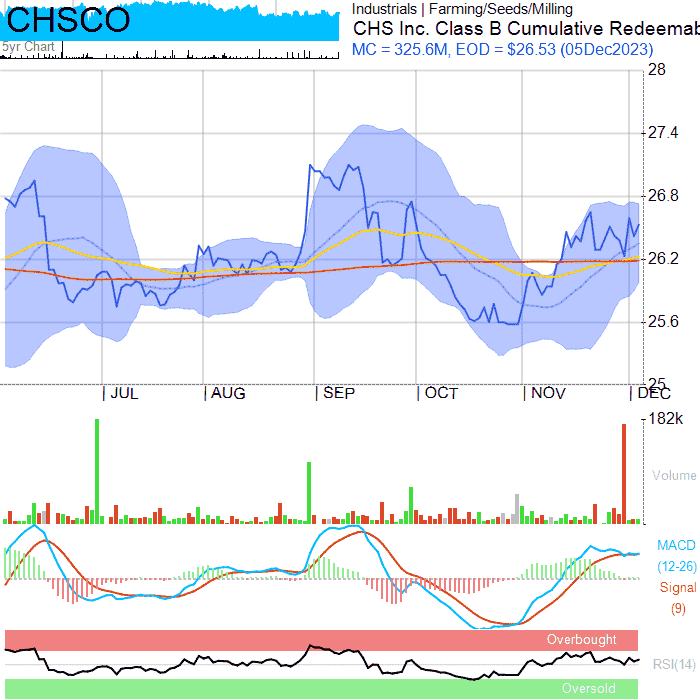 CHSCO
5yr Chart
Industrials | Farming/Seeds/Milling
CHS Inc. Class B Cumulative Redeemab
MC = 325.6M, EOD = $26.53 (05Dec2023)
28
27.4
26.8
26.2
25.6
25
JUL
AUG
SEP
OCT
NOV
DEC
182k
Volume
MACD
(12-26)
Signal
(9)
Overbought
RSI(14)
Oversold